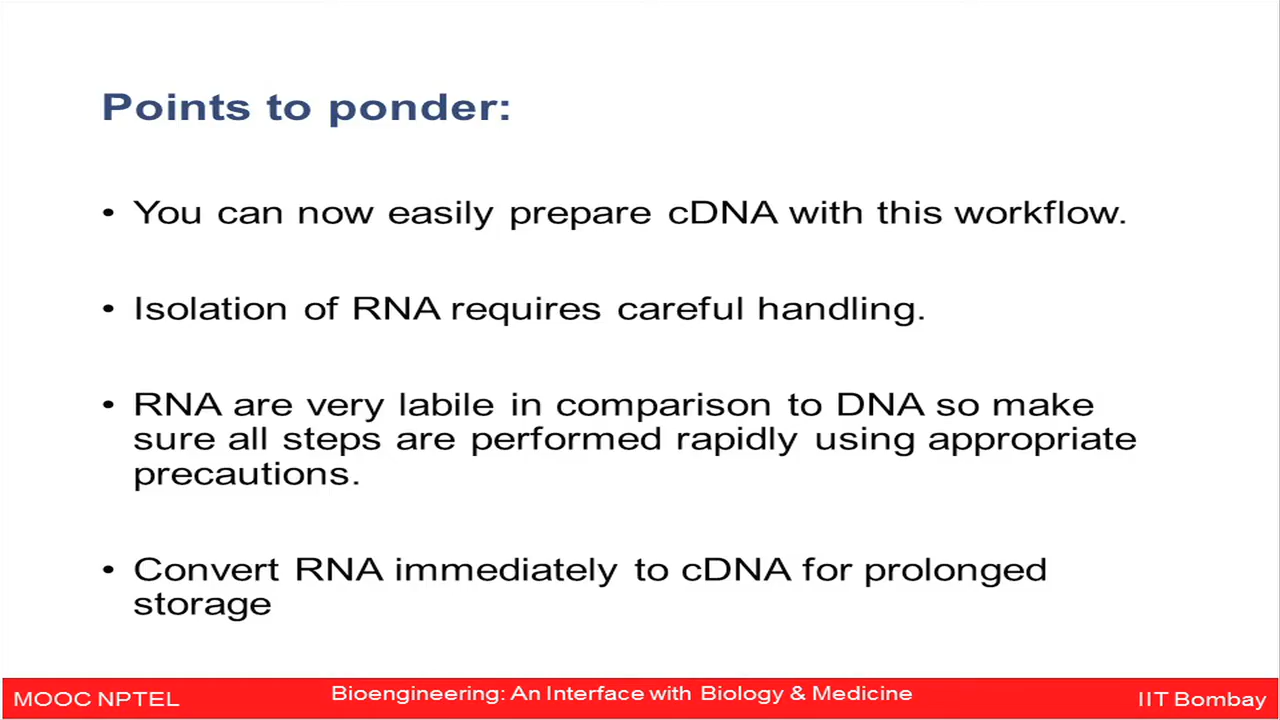 Points to ponder:
• You can now easily prepare cDNA with this workflow.
• Isolation of RNA requires careful handling.
• RNA are very labile in comparison to DNA so make
sure all steps are performed rapidly using appropriate
precautions.
• Convert RNA immediately to cDNA for prolonged
storage
MOOC NPTEL
Bioengineering: An Interface with Biology & Medicine
IIT Bombay